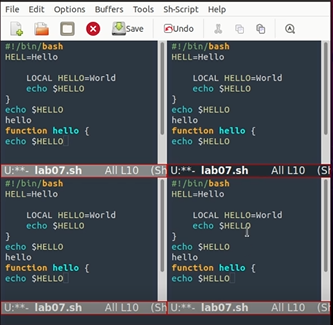 File Edit Options Buffers Tools Sh-Script Help
Save Undo
#!/bin/bash
HELL=Hello
LOCAL HELLO=World
echo $HELLO
}
echo $HELLO
hello
function hello {
echo $HELLO
U:**- lab07.sh All L10 (Sh
#!/bin/bash
HELL=Hello
LOCAL HELLO=World
echo $HELLO
}
echo $HELLO
hello
function hello {
echo $HELLO
U:**- lab07.sh All L10 (S
#!/bin/bash
HELL=Hello
LOCAL HELLO=World
echo $HELLO
}
echo $HELLO
hello
function hello {
echo $HELLO
U:**- lab07.sh All L10 (Sh
#!/bin/bash
HELL=Hello
LOCAL HELLO=World
echo $HELLO
}
echo $HELLO
hello
function hello {
echo $HELLO
U:**- lab07.sh All L10 (S